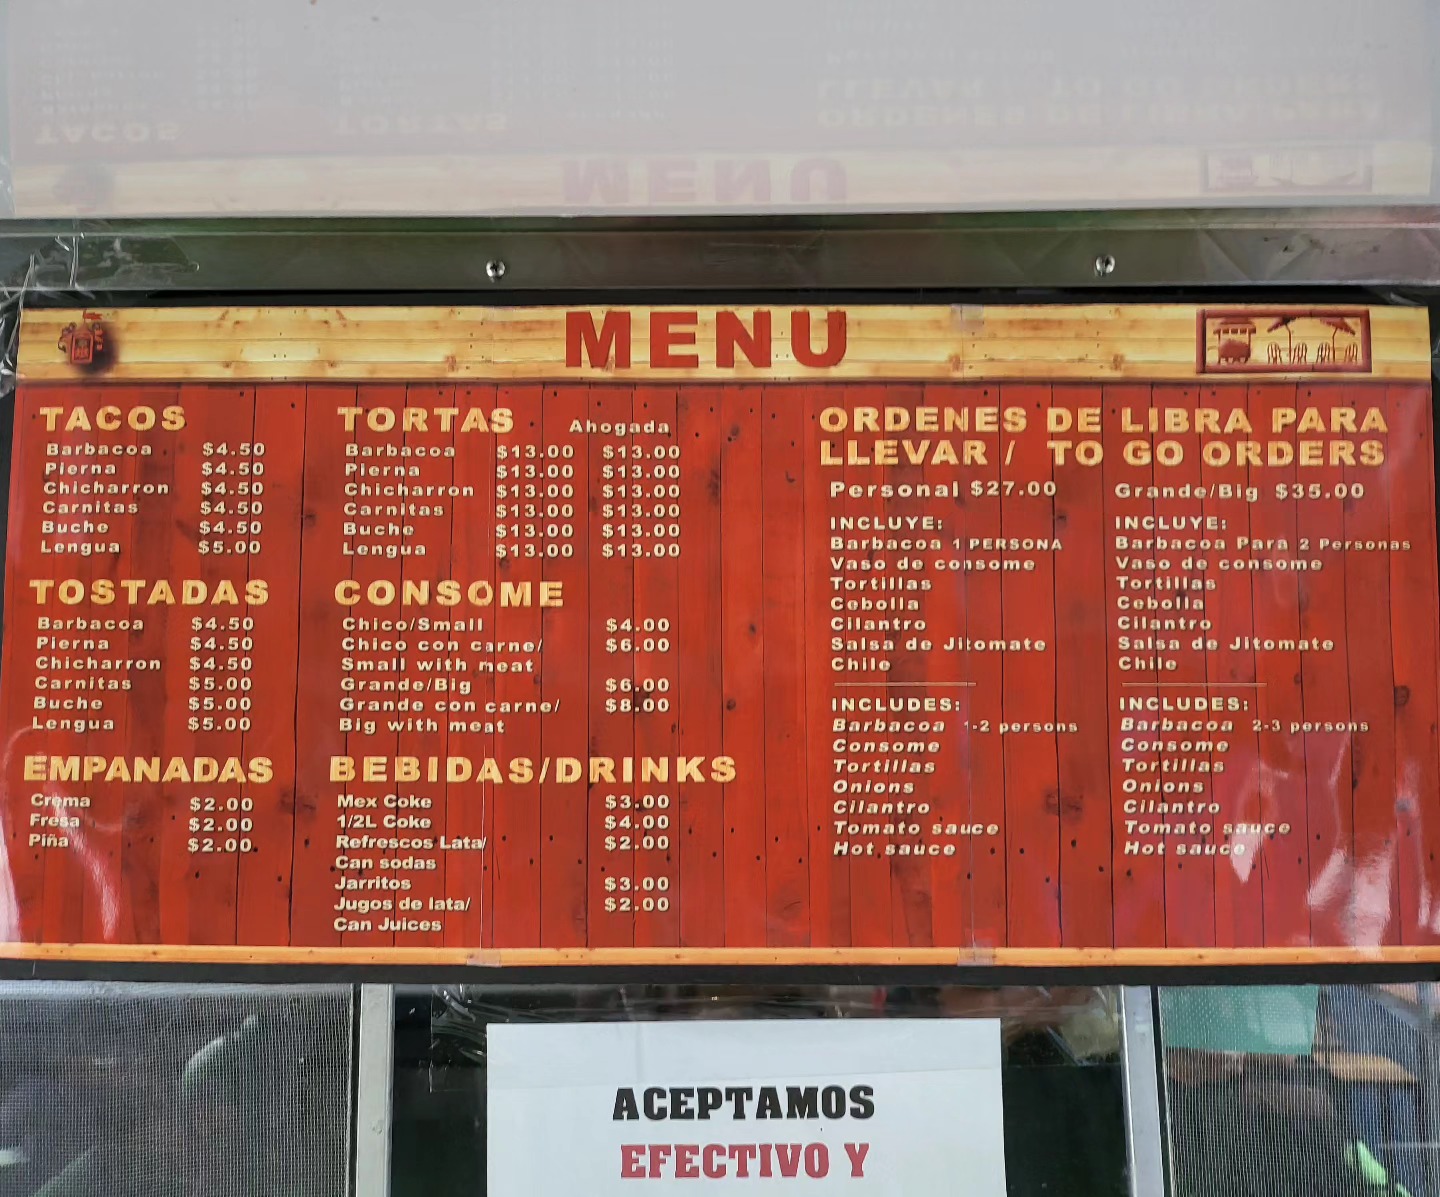 MENU
TACOS
Barbacoa $4.50
Pierna $4.50
Chicharron $4.50
Carnitas $4.50
Buche $4.50
Lengua $5.00
TOSTADAS
Barbacoa $4.50
Pierna $4.50
Chicharron $4.50
Carnitas $5.00
Buche $5.00
Lengua $5.00
EMPANADAS
Crema $2.00
Fresa $2.00
Piña $2.00
TORTAS Ahogada
Barbacoa $13.00 $13.00
Pierna $13.00 $13.00
Chicharron $13.00 $13.00
Carnitas $13.00 $13.00
Buche $13.00 $13.00
Lengua $13.00 $13.00
CONSOME
Chico/Small $4.00
Chico con carne/ $6.00
Small with meat
Grande/Big $6.00
Grande con carne/ $8.00
Big with meat
BEBIDAS/DRINKS
Mex Coke $3.00
1/2L Coke $4.00
Refrescos Lata/ $2.00
Can sodas
Jarritos $3.00
Jugos de lata/ $2.00
Can Juices
ORDENES DE LIBRA PARA
LLEVAR / TO GO ORDERS
Personal $27.00
INCLUYE:
Barbacoa 1 PERSONA
Vaso de consome
Tortillas
Cebolla
Cilantro
Salsa de Jitomate
Chile
INCLUDES:
Barbacoa 1-2 persons
Consome
Tortillas
Onions
Cilantro
Tomato sauce
Hot sauce
Grande/Big $35.00
INCLUYE:
Barbacoa Para 2 Personas
Vaso de consome
Tortillas
Cebolla
Cilantro
Salsa de Jitomate
Chile
INCLUDES:
Barbacoa 2-3 persons
Consome
Tortillas
Onions
Cilantro
Tomato sauce
Hot sauce
ACEPTAMOS
EFECTIVO Y